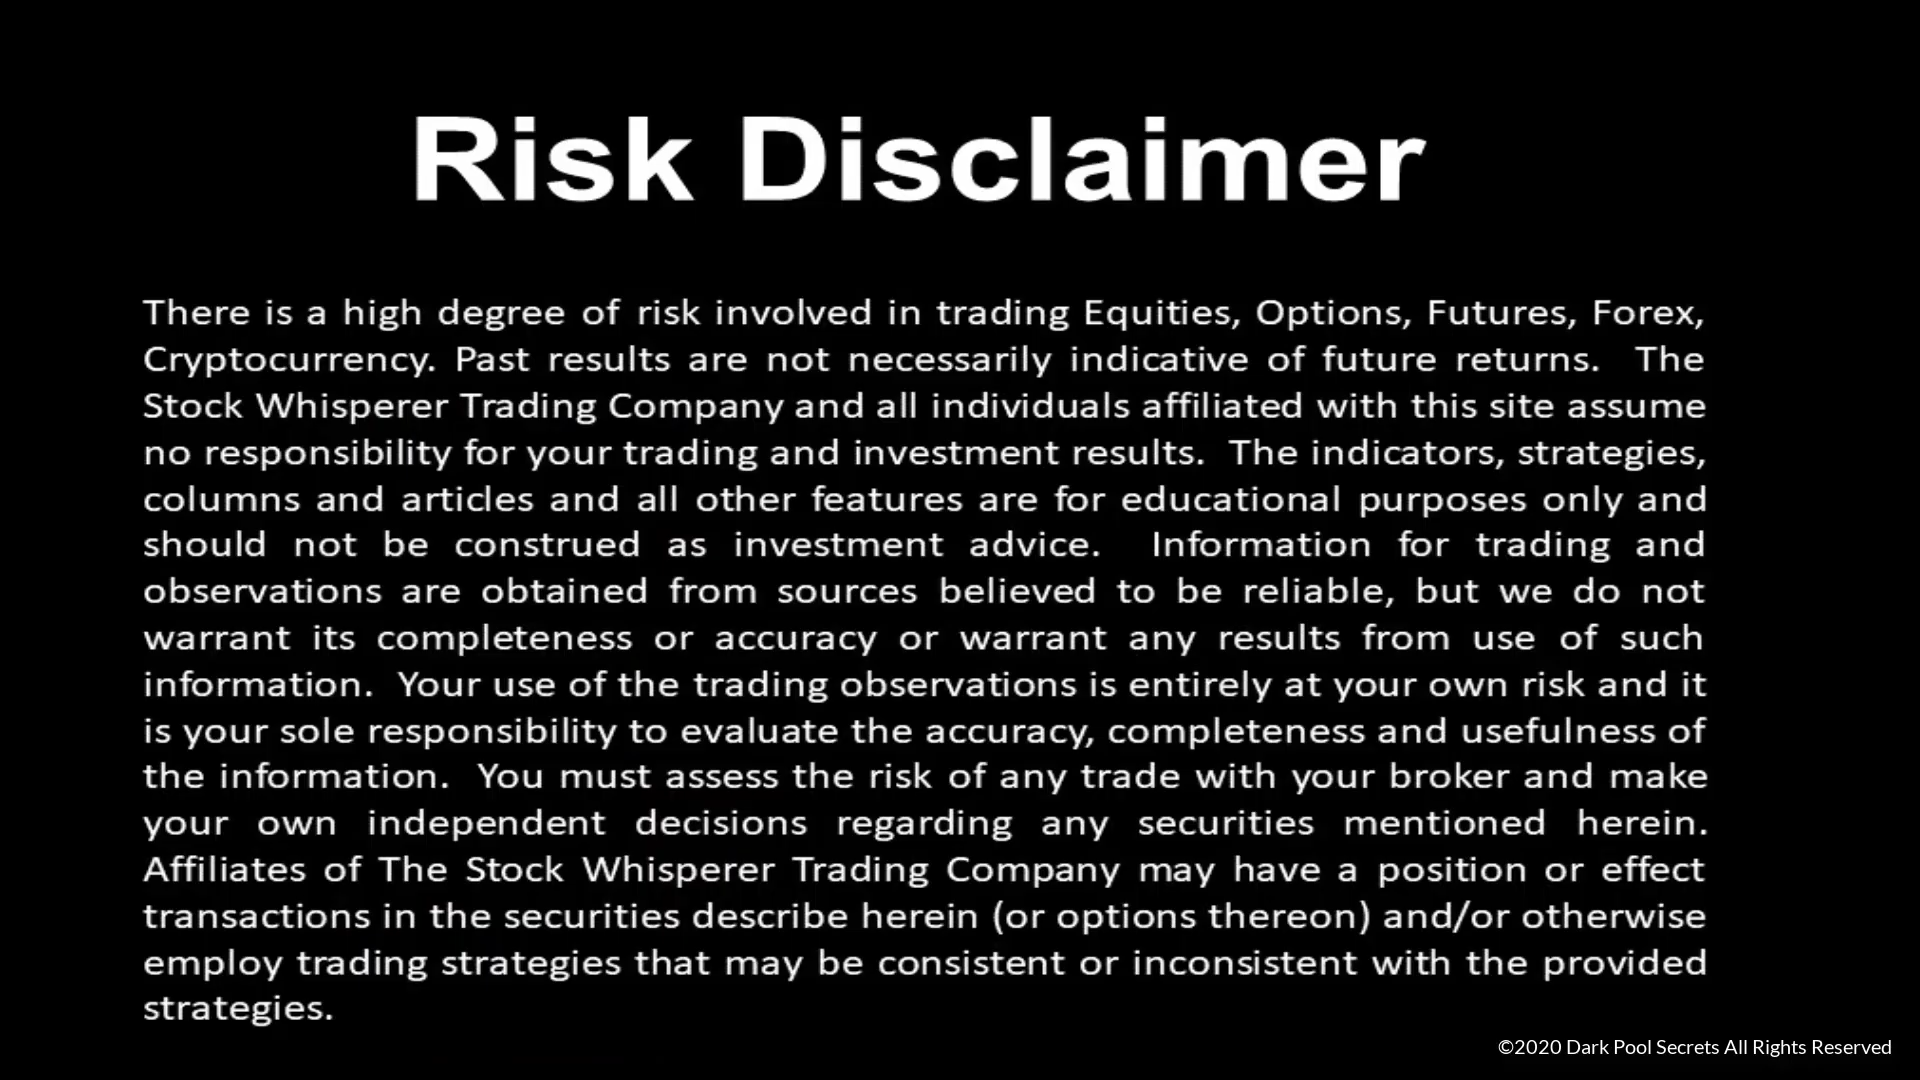 Risk Disclaimer
There is a high degree of risk involved in trading Equities, Options, Futures, Forex,
Cryptocurrency. Past results are not necessarily indicative of future returns.  The
Stock Whisperer Trading Company and all individuals affiliated with this site assume
no responsibility for your trading and investment results.  The indicators, strategies,
columns and articles and all other features are for educational purposes only and
should not be construed as investment advice.  Information for trading and
observations are obtained from sources believed to be reliable, but we do not
warrant its completeness or accuracy or warrant any results from use of such
information.  Your use of the trading observations is entirely at your own risk and it
is your sole responsibility to evaluate the accuracy, completeness and usefulness of
the information.  You must assess the risk of any trade with your broker and make
your own independent decisions regarding any securities mentioned herein.
Affiliates of The Stock Whisperer Trading Company may have a position or effect
transactions in the securities describe herein (or options thereon) and/or otherwise
employ trading strategies that may be consistent or inconsistent with the provided
strategies.
©2020 Dark Pool Secrets All Rights Reserved